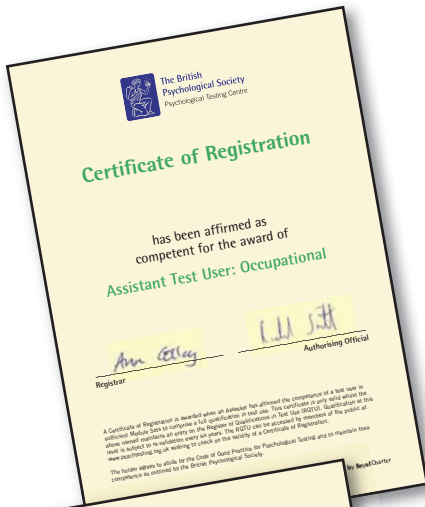 The British
Psychological Society
Psychological Testing Centre
Certificate of Registration
has been affirmed as
competent for the award of
Assistant Test User: Occupational
Ann Colley
Registrar
Authorising Official
A Certificate of Registration is awarded when an Assessor has affirmed the competence of a test user in
sufficient Module Sets to comprise a full qualification in test use. This certificate is only valid whilst the
above owned maintains an entry on the Register of Qualifications in Test Use (RQTU). Qualification at this
level is subject to re-validation every six years. The RQTU can be accessed by members of the public at
www.psychtesting.org.uk wishing to check on the validity of a Certificate of Registration.
The holder agrees to abide by the Code of Good Practice for Psychological Testing and to maintain their
competence as outlined by the British Psychological Society.
by Royal Charter